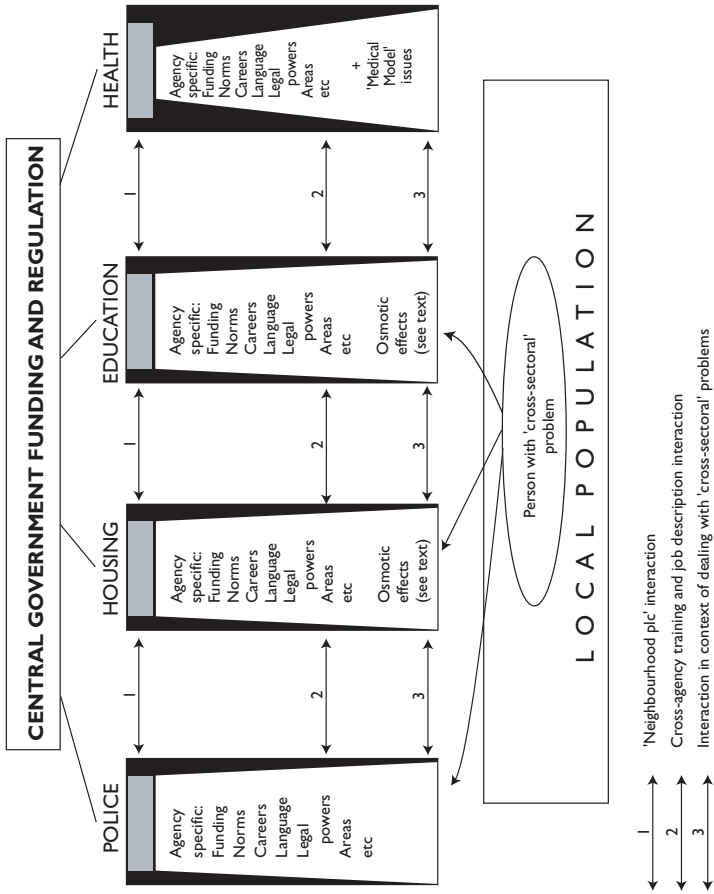 CENTRAL GOVERNMENT FUNDING AND REGULATION
POLICE
HOUSING
EDUCATION
HEALTH
Agency
specific:
Funding
Norms
Careers
Language
Legal
powers
Areas
etc
Agency
specific:
Funding
Norms
Careers
Language
Legal
powers
Areas
etc
Osmotic
effects
(see text)
Agency
specific:
Funding
Norms
Careers
Language
Legal
powers
Areas
etc
Osmotic
effects
(see text)
Agency
specific:
Funding
Norms
Careers
Language
Legal
powers
Areas
etc
+
'Medical
Model'
issues
1
1
1
2
2
2
3
3
3
Person with 'cross-sectoral'
problem
LOCAL POPULATION
1 'Neighbourhood plc' interaction
2 Cross-agency training and job description interaction
3 Interaction in context of dealing with 'cross-sectoral' problems